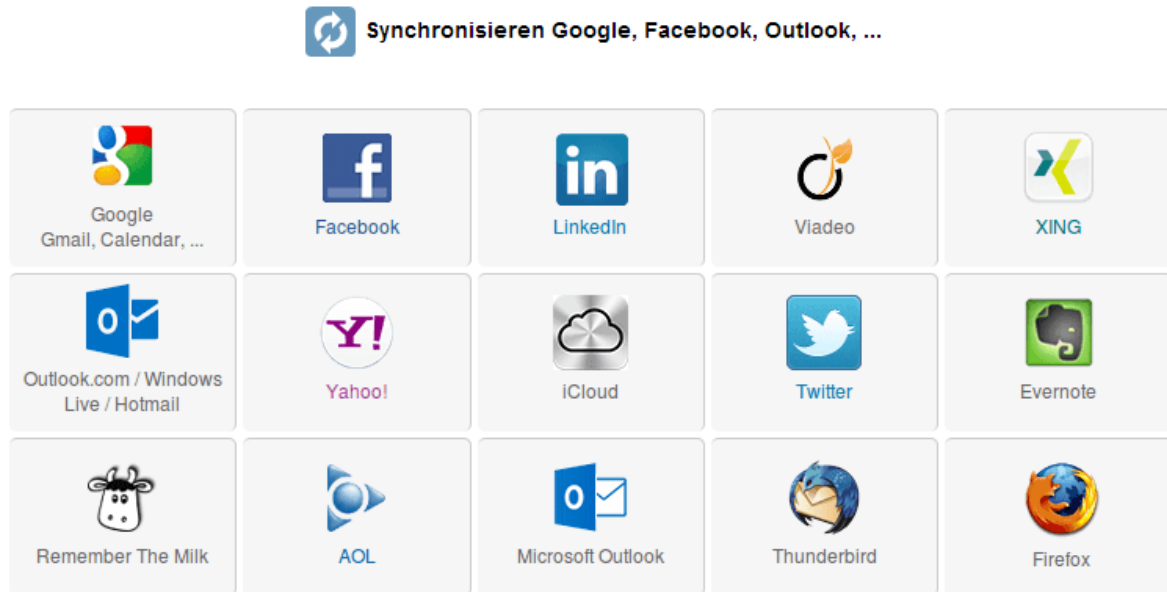 Synchronisieren Google, Facebook, Outlook, ...
Google
Gmail, Calendar, ...
Facebook
in
LinkedIn
Viadeo
XING
Outlook.com / Windows
Live / Hotmail
Y!
Yahoo!
iCloud
Twitter
Evernote
Remember The Milk
AOL
Microsoft Outlook
Thunderbird
Firefox